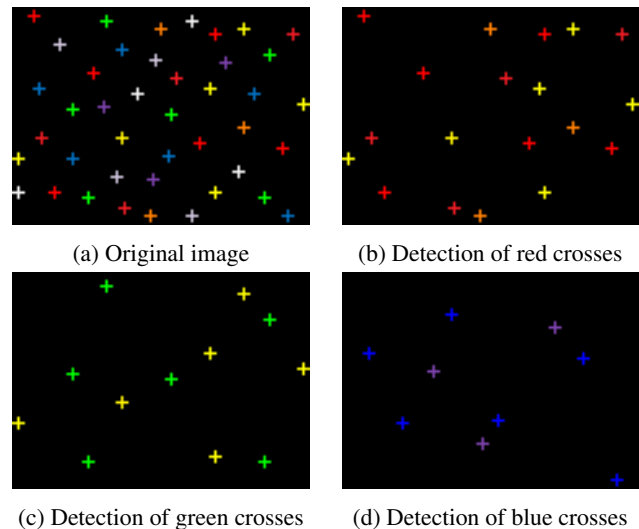 (a) Original image
(b) Detection of red crosses
(c) Detection of green crosses
(d) Detection of blue crosses